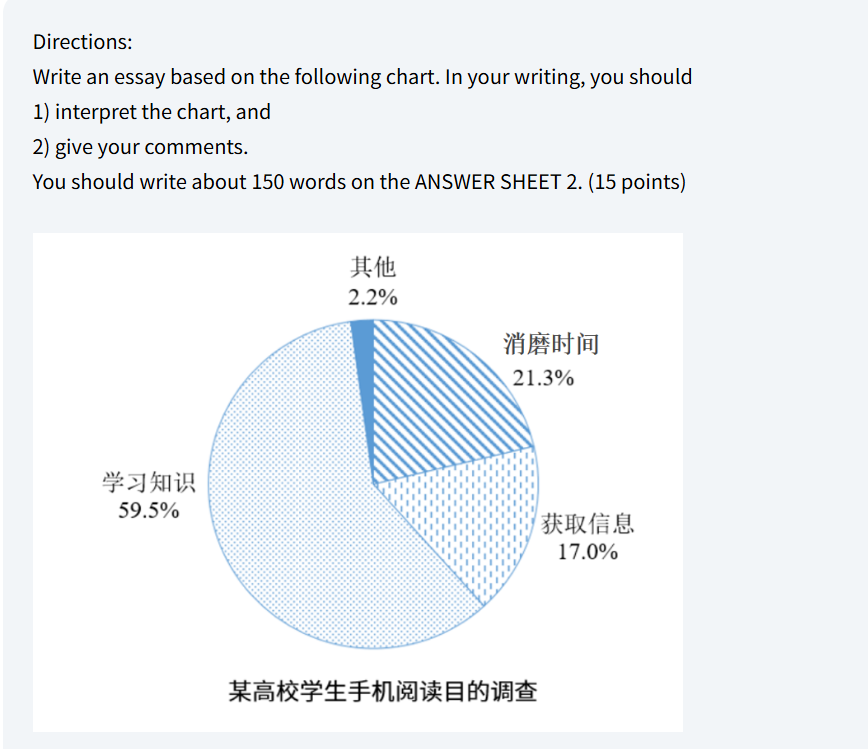 Directions:
Write an essay based on the following chart. In your writing, you should
1) interpret the chart, and
2) give your comments.
You should write about 150 words on the ANSWER SHEET 2. (15 points)
其他
2.2%
消磨时间
21.3%
学习知识
59.5%
获取信息
17.0%
某高校学生手机阅读目的调查